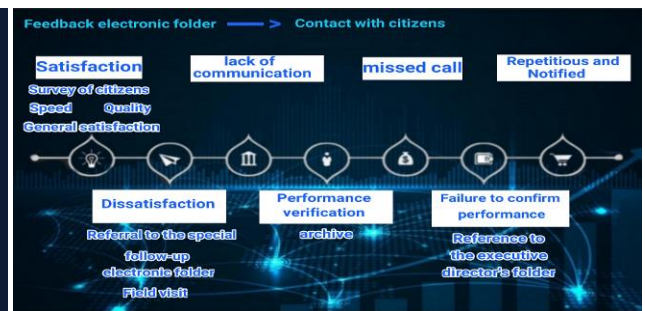 Feedback electronic folder ——> Contact with citizens
Satisfaction
Survey of citizens
Speed Quality
General satisfaction
lack of
communication
missed call
Repetitious and
Notified
Dissatisfaction
Referral to the special
follow-up
electronic folder
Field visit
Performance
verification
archive
Failure to confirm
performance
Reference to
the executive
director's folder